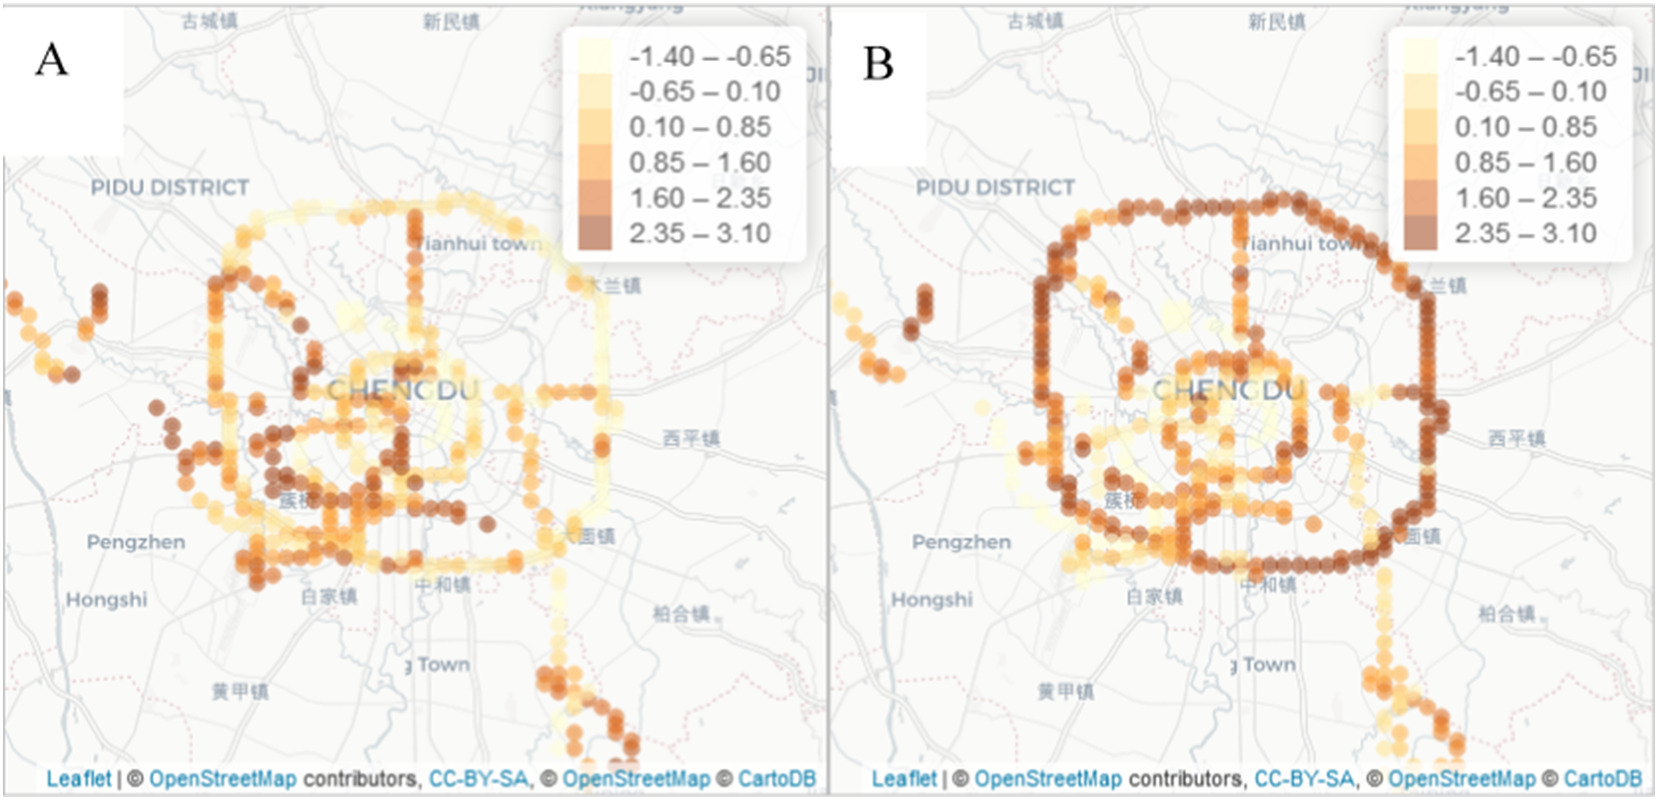 A
古城镇
新民镇
-1.40 – -0.65
-0.65 – 0.10
0.10 – 0.85
0.85 – 1.60
1.60 – 2.35
2.35 – 3.10
PIDU DISTRICT
Tianhui town
木兰镇
CHENGDU
西平镇
簇桥
Pengzhen
面镇
中和镇
Hongshi
白家镇
柏合镇
g Town
黄甲镇
Leaflet | © OpenStreetMap contributors, CC-BY-SA, © OpenStreetMap © CartoDB
B
古城镇
新民镇
-1.40 – -0.65
-0.65 – 0.10
0.10 – 0.85
0.85 – 1.60
1.60 – 2.35
2.35 – 3.10
PIDU DISTRICT
Tianhui town
兰镇
CHENGDU
西平镇
簇桥
Pengzhen
面镇
中和镇
Hongshi
白家镇
柏合镇
g Town
黄甲镇
Leaflet | © OpenStreetMap contributors, CC-BY-SA, © OpenStreetMap © CartoDB